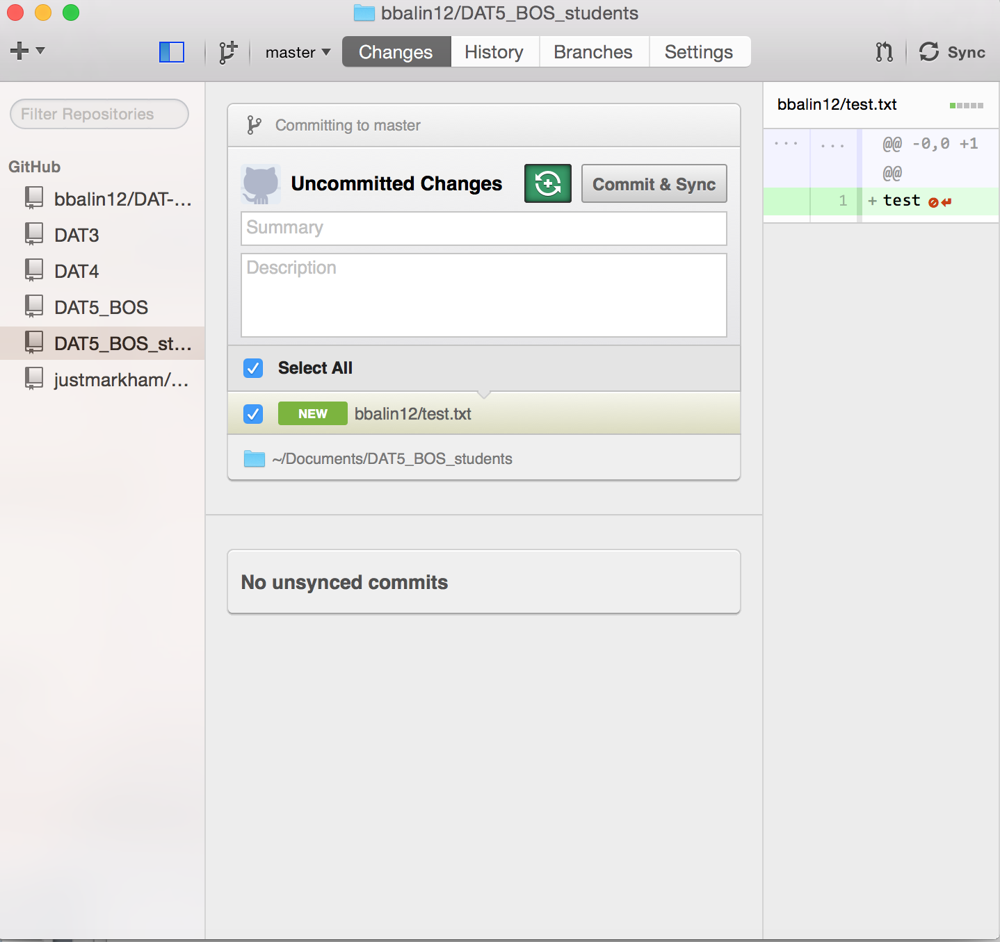 bbalin12/DAT5_BOS_students
master
Changes
History
Branches
Settings
Sync
Filter Repositories
GitHub
bbalin12/DAT-...
DAT3
DAT4
DAT5_BOS
DAT5_BOS_st...
justmarkham/...
Committing to master
Uncommitted Changes
Commit & Sync
Summary
Description
Select All
NEW bbalin12/test.txt
~/Documents/DAT5_BOS_students
No unsynced commits
bbalin12/test.txt
... ... @@ -0,0 +1
@@
1 + test